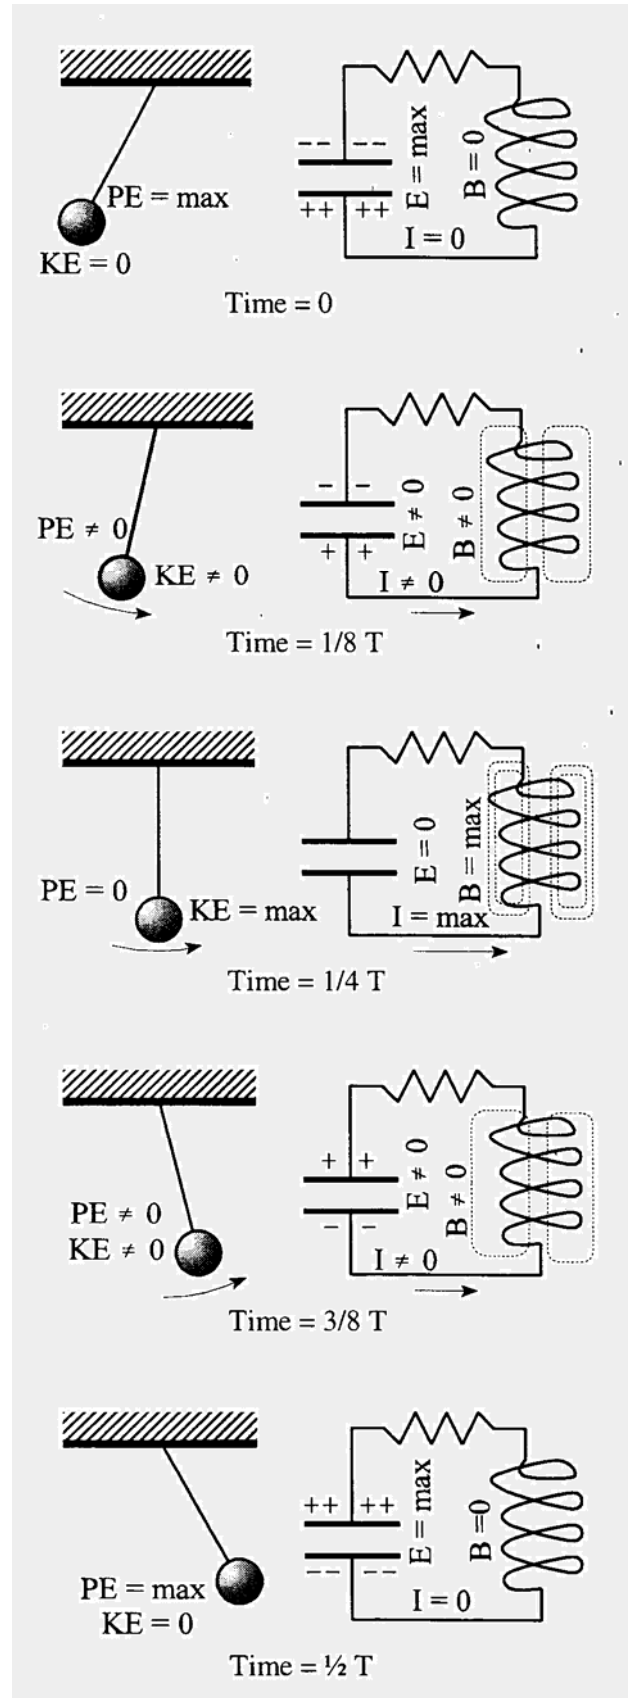 PE = max
KE = 0
-- --
++ ++
E = max
B = 0
I = 0
Time = 0
PE ≠ 0
KE ≠ 0
- -
+ +
E ≠ 0
B ≠ 0
I ≠ 0
Time = 1/8 T
PE = 0
KE = max
E = 0
B = max
I = max
Time = 1/4 T
PE ≠ 0
KE ≠ 0
+ +
- -
E ≠ 0
B ≠ 0
I ≠ 0
Time = 3/8 T
PE = max
KE = 0
++ ++
-- --
E = max
B =0
I = 0
Time = ½ T